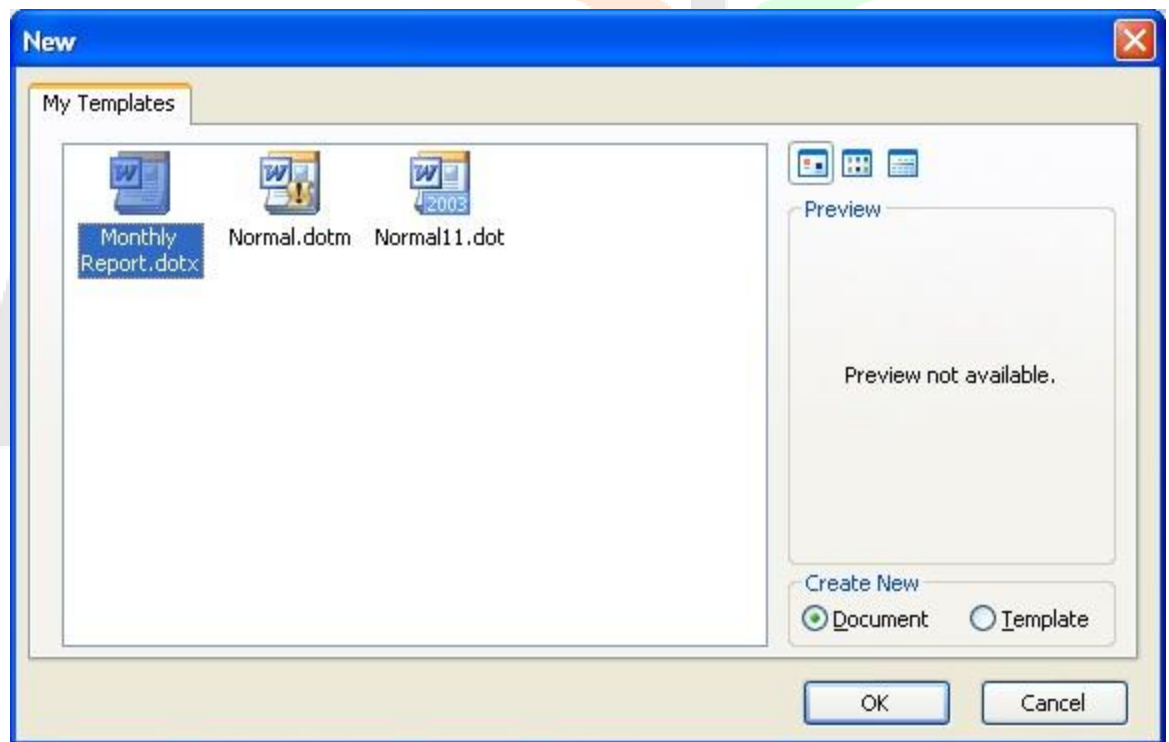 New
My Templates
Monthly
Report.dotx
Normal.dotm
2003
Normal11.dot
Preview
Preview not available.
Create New
Document
Template
OK
Cancel